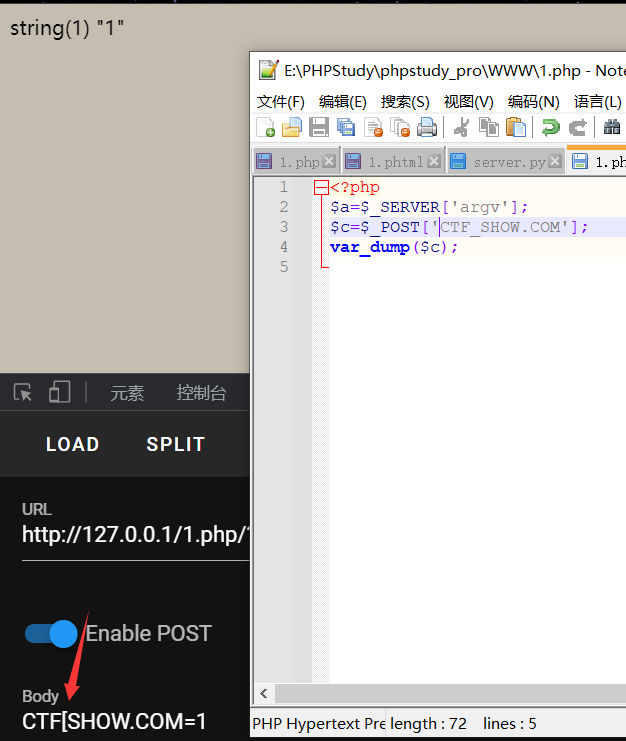 string(1) "1"
E:\PHPStudy\phpstudy_pro\WWW\1.php - Note
文件(F) 编辑(E) 搜索(S) 视图(V) 编码(N) 语言(L)
1.php 1.phtml server.py 1.ph
1 <?php
2 $a=$_SERVER['argv'];
3 $c=$_POST['CTF_SHOW.COM'];
4 var_dump($c);
5
元素 控制台
LOAD SPLIT
URL
http://127.0.0.1/1.php/
Enable POST
Body
CTF[SHOW.COM=1
PHP Hypertext Pre length : 72 lines : 5